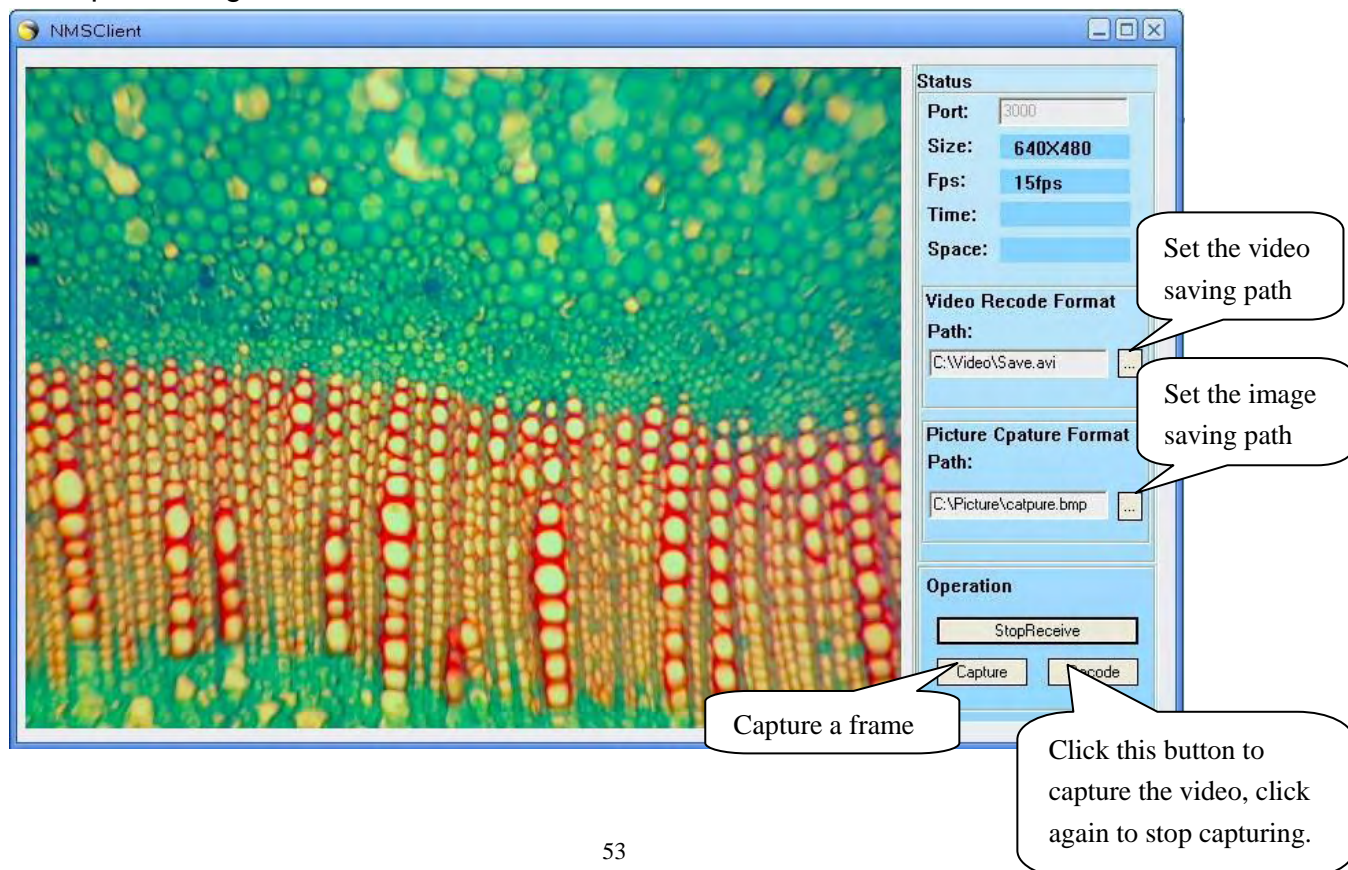 NMSClient
Status
Port: 3000
Size: 640X480
Fps: 15fps
Time:
Space:
Set the video
saving path
Video Recode Format
Path:
C:\Video\Save.avi ...
Set the image
saving path
Picture Cpature Format
Path:
C:\Picture\catpure.bmp ...
Operation
StopReceive
Capture
Capture a frame
Click this button to
capture the video, click
again to stop capturing.
53